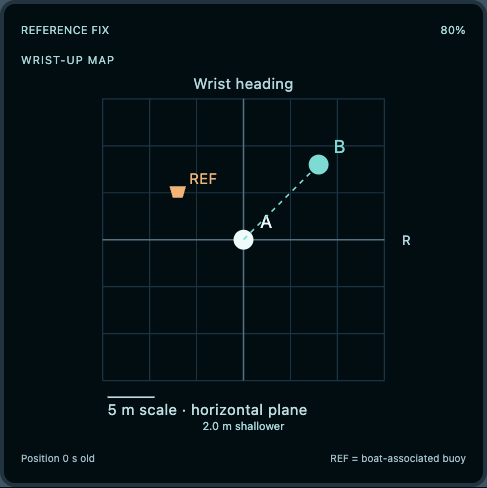 REFERENCE FIX 80%
WRIST-UP MAP
Wrist heading
B
REF
A
R
5 m scale · horizontal plane
2.0 m shallower
Position 0 s old REF = boat-associated buoy